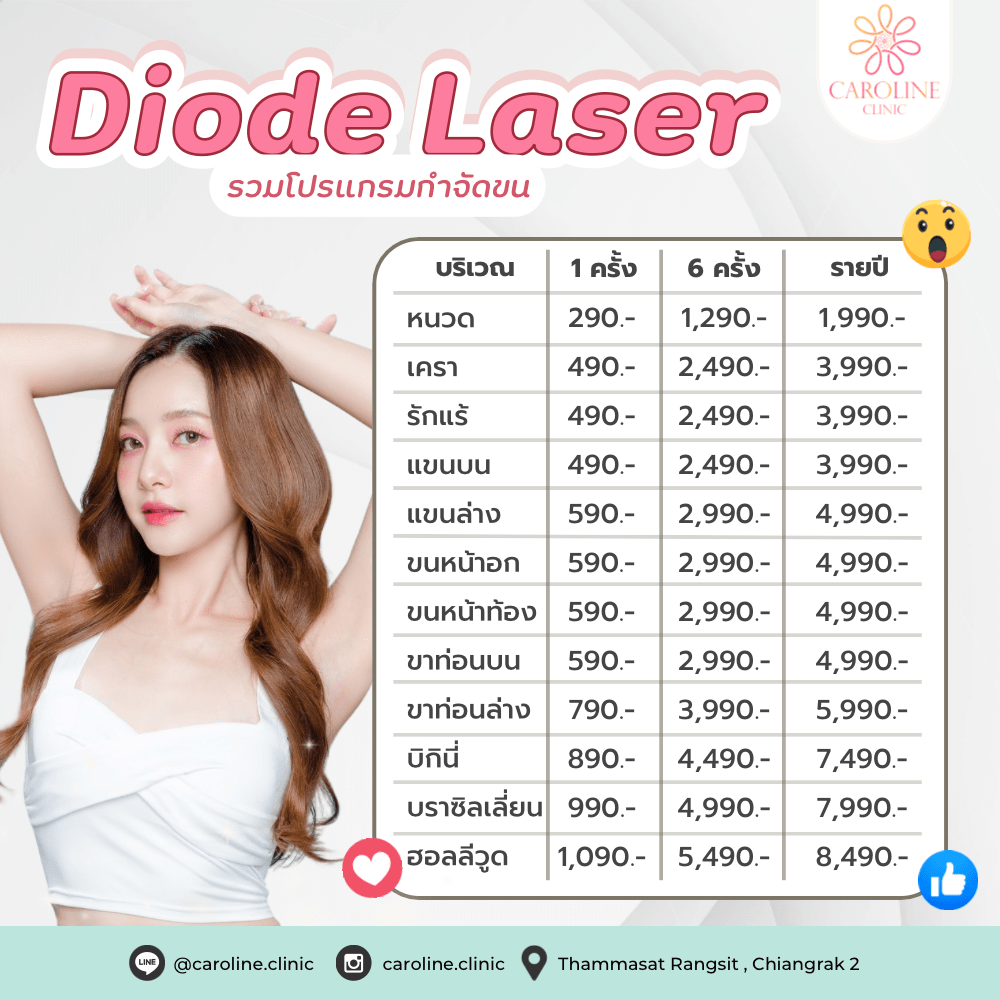 CAROLINE
CLINIC
Diode Laser
รวมโปรแกรมกำจัดขน
บริเวณ 1 ครั้ง 6 ครั้ง รายปี
หนวด 290.- 1,290.- 1,990.-
เครา 490.- 2,490.- 3,990.-
รักแร้ 490.- 2,490.- 3,990.-
แขนบน 490.- 2,490.- 3,990.-
แขนล่าง 590.- 2,990.- 4,990.-
ขนหน้าอก 590.- 2,990.- 4,990.-
ขนหน้าท้อง 590.- 2,990.- 4,990.-
ขาท่อนบน 590.- 2,990.- 4,990.-
ขาท่อนล่าง 790.- 3,990.- 5,990.-
บิกินี่ 890.- 4,490.- 7,490.-
บราซิลเลี่ยน 990.- 4,990.- 7,990.-
ฮอลลีวูด 1,090.- 5,490.- 8,490.-
LINE @caroline.clinic caroline.clinic Thammasat Rangsit , Chiangrak 2